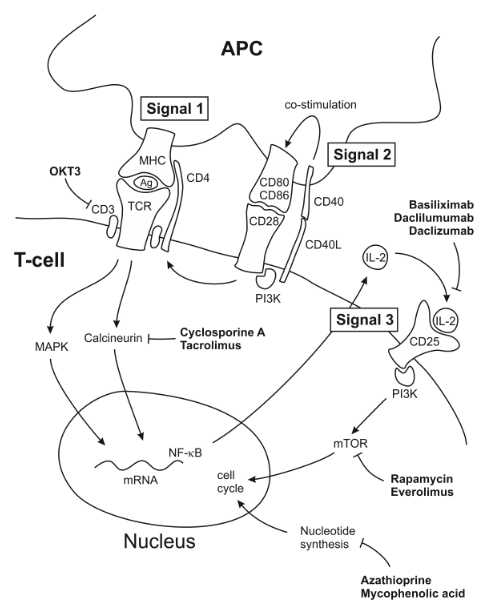 APC
Signal 1
co-stimulation
Signal 2
MHC
OKT3
Ag
CD4
CD80
CD86
CD40
TCR
CD3
CD28
CD40L
Basiliximab
Daclilumumab
Daclizumab
T-cell
IL-2
PI3K
Signal 3
IL-2
CD25
MAPK
Calcineurin
Cyclosporine A
Tacrolimus
PI3K
NF-κB
mRNA
mTOR
cell
cycle
Rapamycin
Everolimus
Nucleus
Nucleotide
synthesis
Azathioprine
Mycophenolic acid